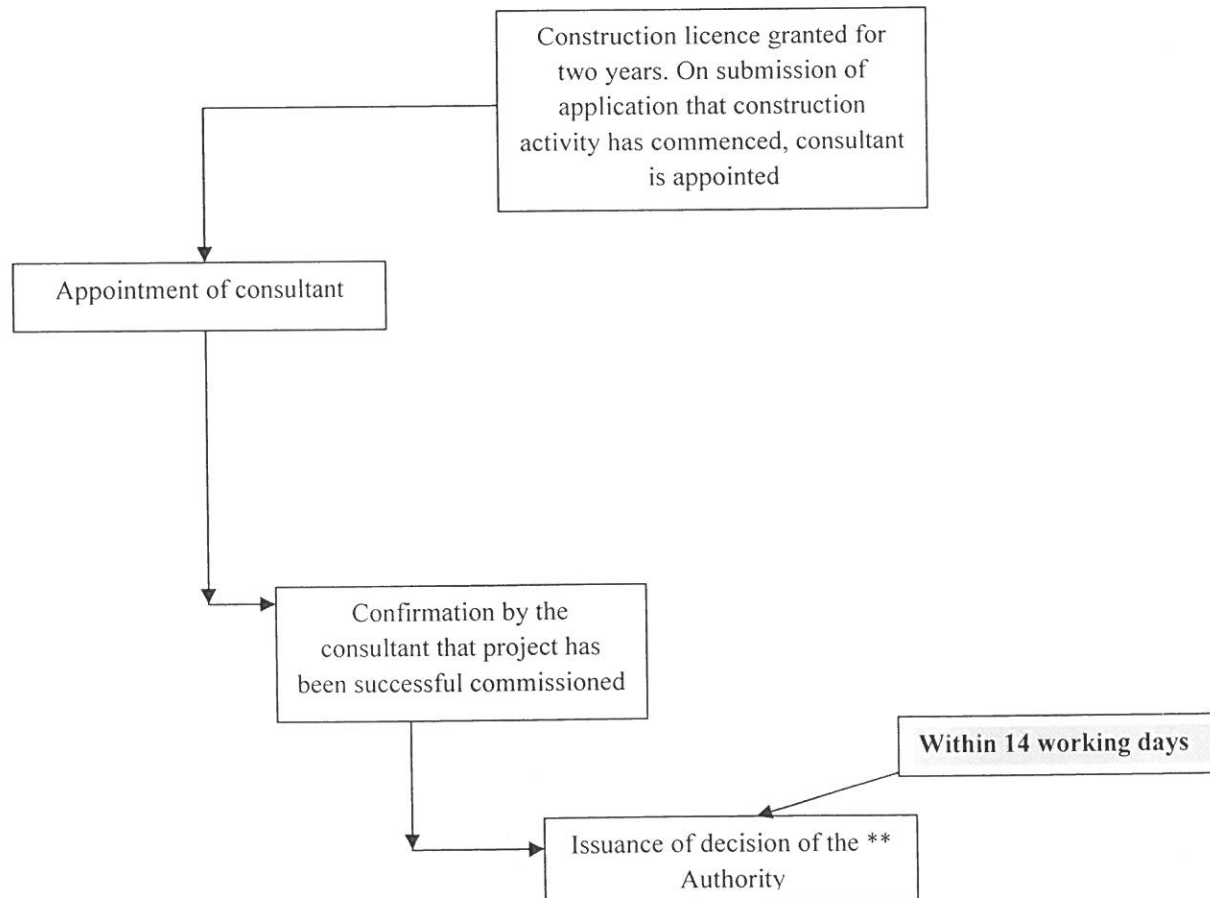 Construction licence granted for
two years. On submission of
application that construction
activity has commenced, consultant
is appointed
Appointment of consultant
Confirmation by the
consultant that project has
been successful commissioned
Within 14 working days
Issuance of decision of the **
Authority